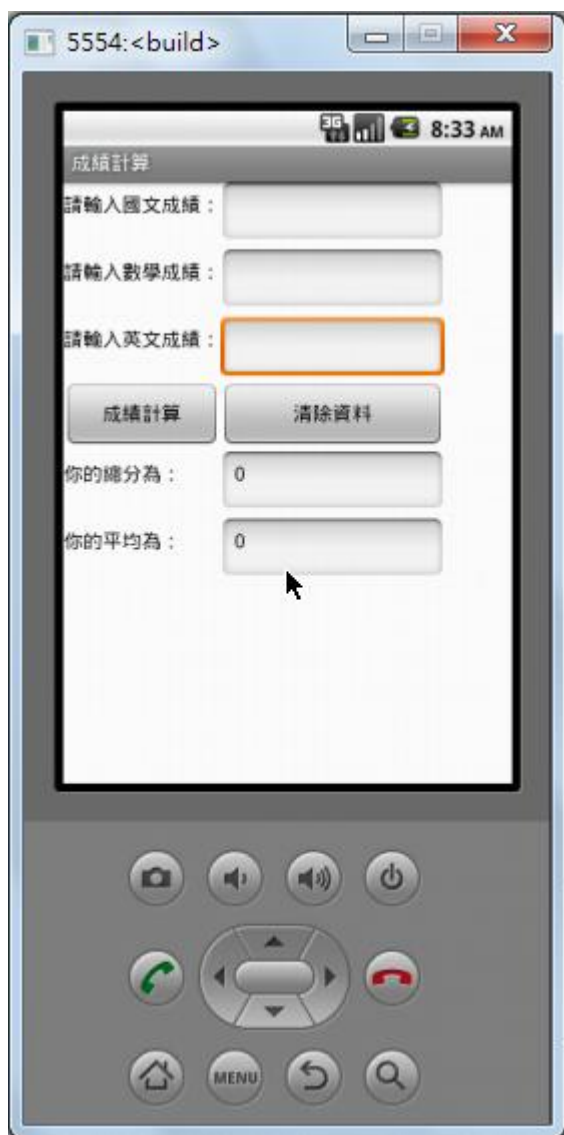 5554:<build>
3G
8:33 AM
成績計算
請輸入國文成績：
請輸入數學成績：
請輸入英文成績：
成績計算 清除資料
你的總分為： 0
你的平均為： 0
MENU